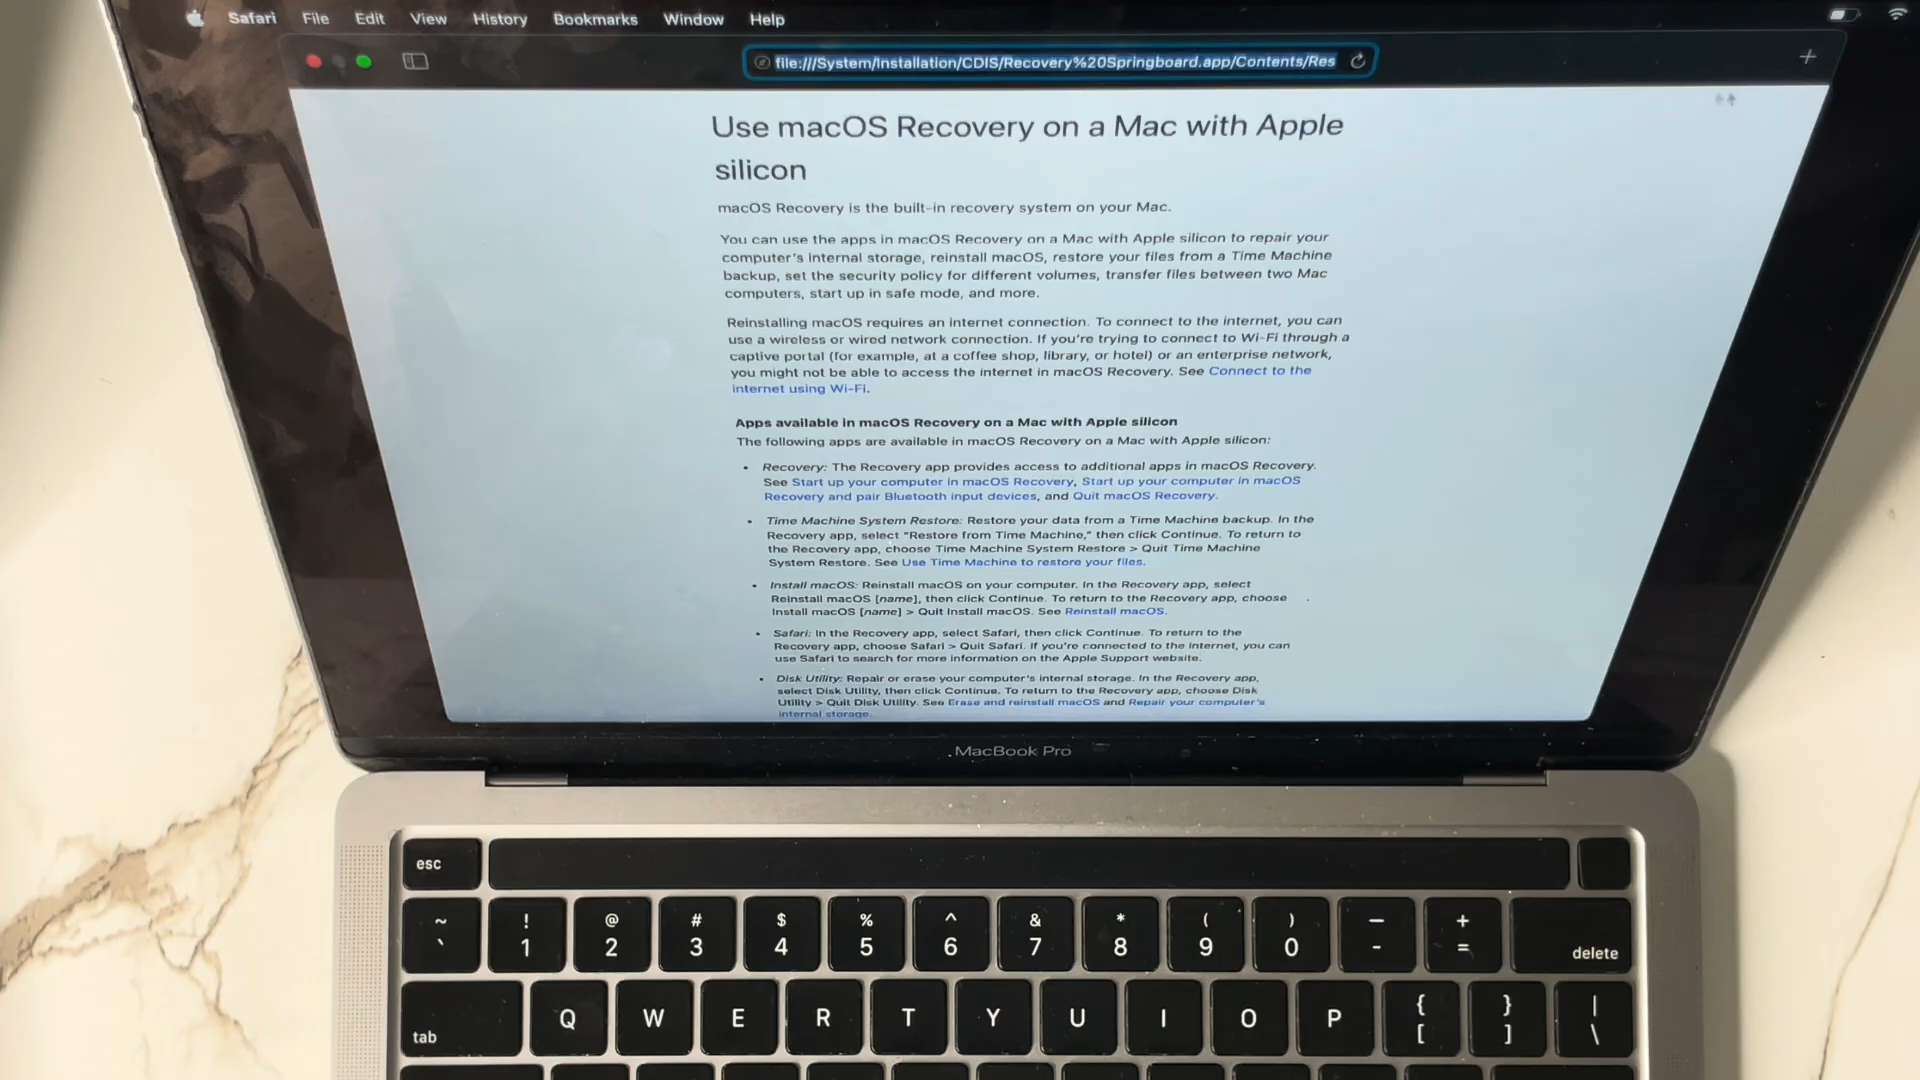 Safari File Edit View History Bookmarks Window Help
file:///System/Installation/CDIS/Recovery%20Springboard.app/Contents/Res
Use macOS Recovery on a Mac with Apple
silicon
macOS Recovery is the built-in recovery system on your Mac.
You can use the apps in macOS Recovery on a Mac with Apple silicon to repair your
computer's internal storage, reinstall macOS, restore your files from a Time Machine
backup, set the security policy for different volumes, transfer files between two Mac
computers, start up in safe mode, and more.
Reinstalling macOS requires an internet connection. To connect to the internet, you can
use a wireless or wired network connection. If you're trying to connect to Wi-Fi through a
captive portal (for example, at a coffee shop, library, or hotel) or an enterprise network,
you might not be able to access the internet in macOS Recovery. See Connect to the
internet using Wi-Fi.
Apps available in macOS Recovery on a Mac with Apple silicon
The following apps are available in macOS Recovery on a Mac with Apple silicon:
• Recovery: The Recovery app provides access to additional apps in macOS Recovery.
See Start up your computer in macOS Recovery, Start up your computer in macOS
Recovery and pair Bluetooth input devices, and Quit macOS Recovery.
• Time Machine System Restore: Restore your data from a Time Machine backup. In the
Recovery app, select "Restore from Time Machine," then click Continue. To return to
the Recovery app, choose Time Machine System Restore > Quit Time Machine
System Restore. See Use Time Machine to restore your files.
• Install macOS: Reinstall macOS on your computer. In the Recovery app, select
Reinstall macOS [name], then click Continue. To return to the Recovery app, choose
Install macOS [name] > Quit Install macOS. See Reinstall macOS.
• Safari: In the Recovery app, select Safari, then click Continue. To return to the
Recovery app, choose Safari > Quit Safari. If you're connected to the internet, you can
use Safari to search for more information on the Apple Support website.
• Disk Utility: Repair or erase your computer's internal storage. In the Recovery app,
select Disk Utility, then click Continue. To return to the Recovery app, choose Disk
Utility > Quit Disk Utility. See Erase and reinstall macOS and Repair your computer's
internal storage.
MacBook Pro
esc
~ ! @ # $ % ^ & * ( ) — +
` 1 2 3 4 5 6 7 8 9 0 - = delete
tab Q W E R T Y U I O P { } |
[ ] \